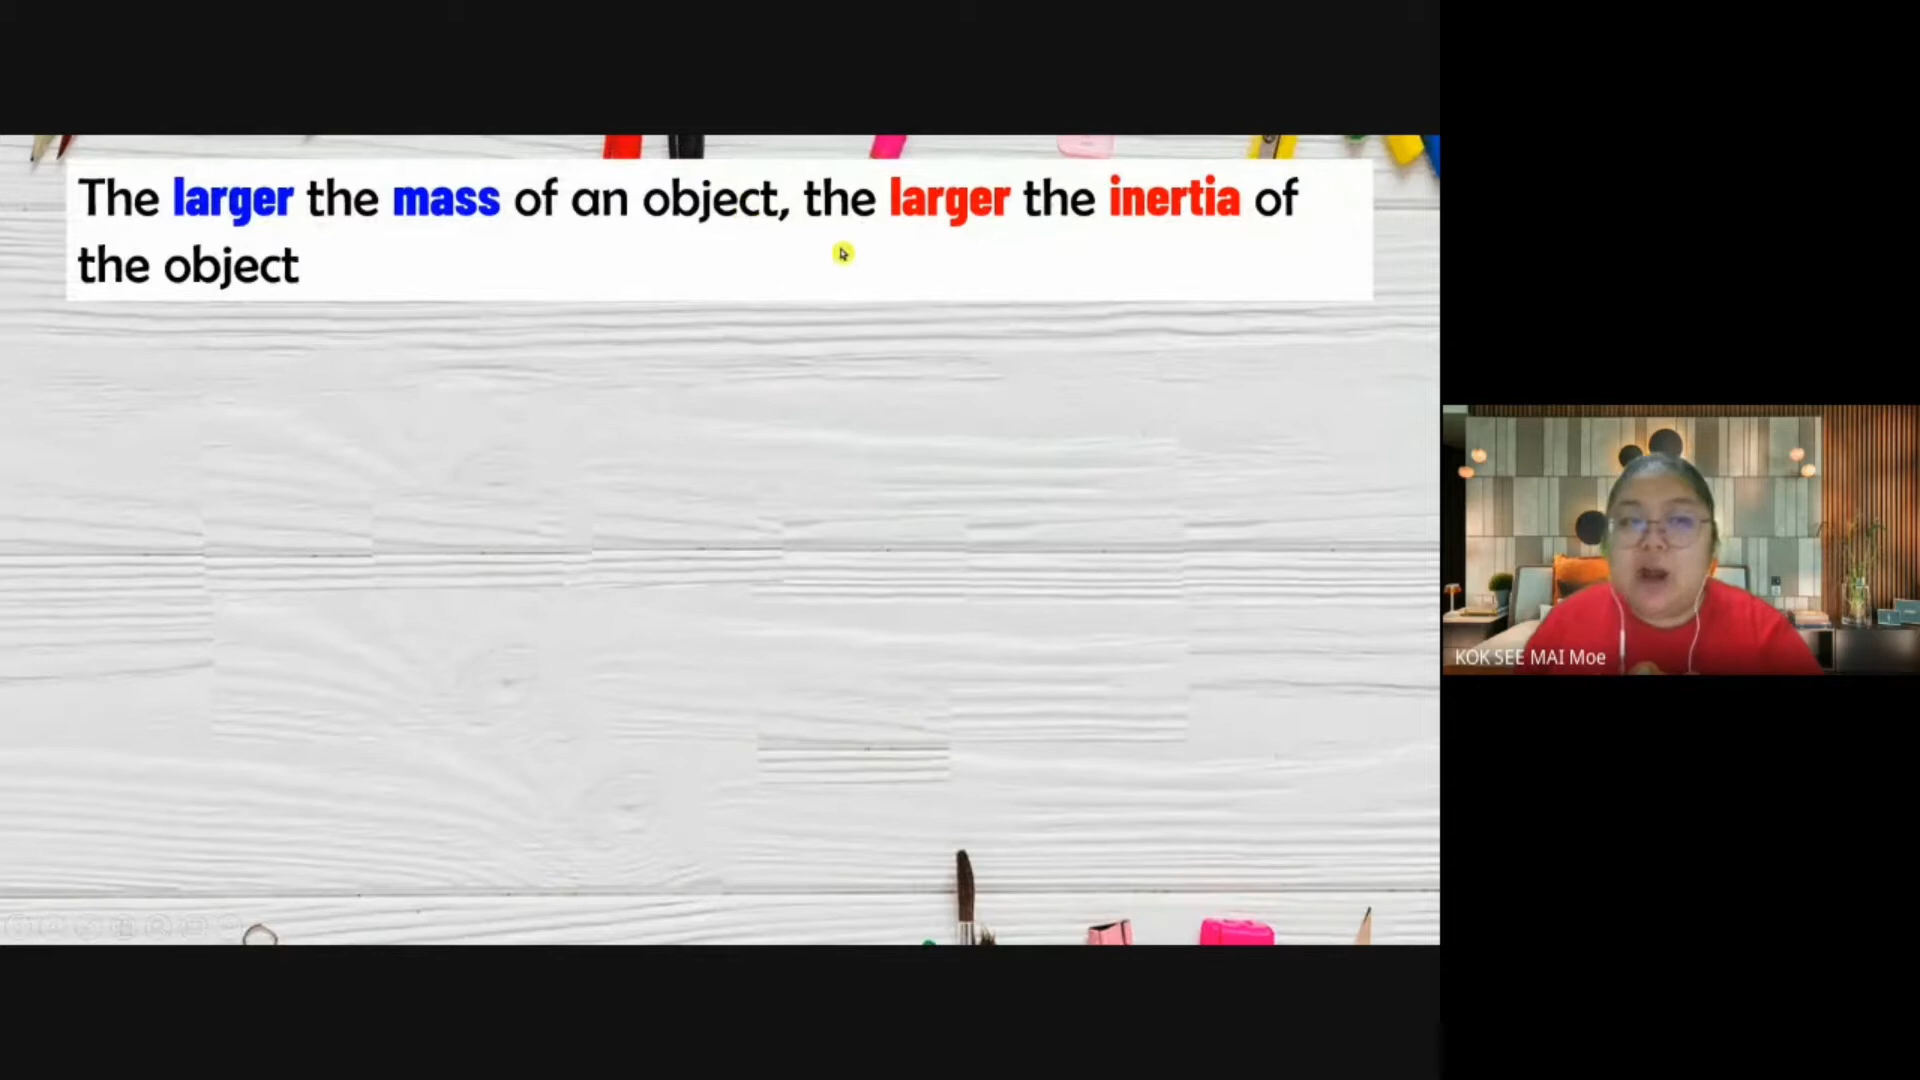 The larger the mass of an object, the larger the inertia of
the object
KOK SEE MAI Moe